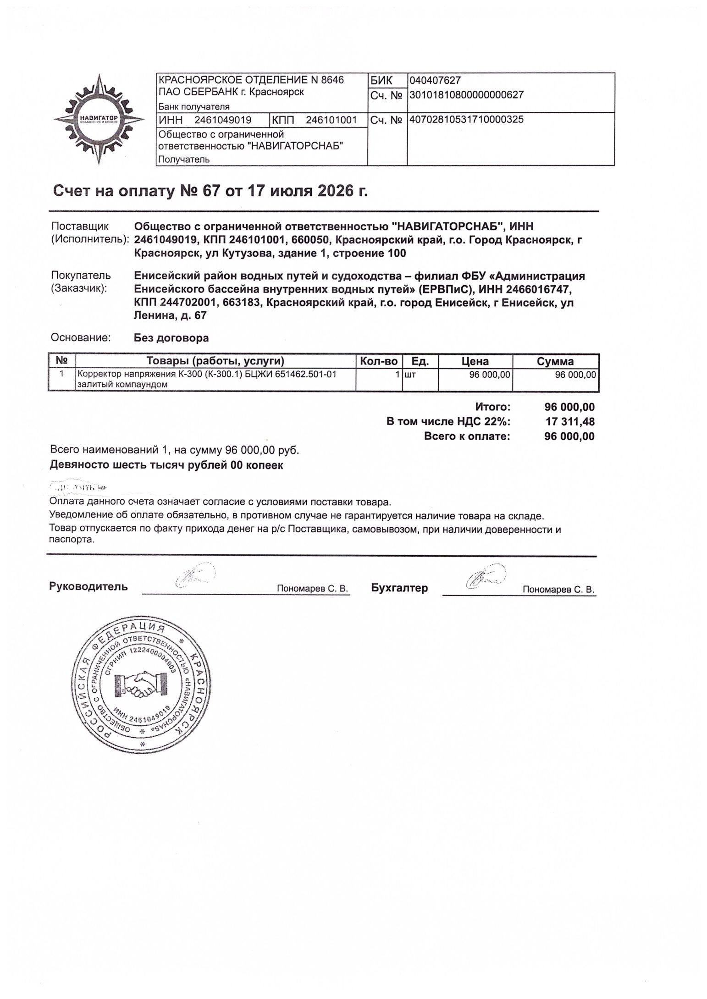 НАВИГАТОР
СНАБЖЕНИЕ И СЕРВИС
КРАСНОЯРСКОЕ ОТДЕЛЕНИЕ N 8646
ПАО СБЕРБАНК г. Красноярск
Банк получателя
БИК 040407627
Сч. № 30101810800000000627
ИНН 2461049019 КПП 246101001
Сч. № 40702810531710000325
Общество с ограниченной
ответственностью "НАВИГАТОРСНАБ"
Получатель
Счет на оплату № 67 от 17 июля 2026 г.
Поставщик (Исполнитель):
Общество с ограниченной ответственностью "НАВИГАТОРСНАБ", ИНН
2461049019, КПП 246101001, 660050, Красноярский край, г.о. Город Красноярск, г
Красноярск, ул Кутузова, здание 1, строение 100
Покупатель (Заказчик):
Енисейский район водных путей и судоходства – филиал ФБУ «Администрация
Енисейского бассейна внутренних водных путей» (ЕРВПиС), ИНН 2466016747,
КПП 244702001, 663183, Красноярский край, г.о. город Енисейск, г Енисейск, ул
Ленина, д. 67
Основание: Без договора
№ Товары (работы, услуги) Кол-во Ед. Цена Сумма
1 Корректор напряжения К-300 (К-300.1) БЦЖИ 651462.501-01 1 шт 96 000,00 96 000,00
залитый компаундом
Итого: 96 000,00
В том числе НДС 22%: 17 311,48
Всего к оплате: 96 000,00
Всего наименований 1, на сумму 96 000,00 руб.
Девяносто шесть тысяч рублей 00 копеек
Оплата данного счета означает согласие с условиями поставки товара.
Уведомление об оплате обязательно, в противном случае не гарантируется наличие товара на складе.
Товар отпускается по факту прихода денег на р/с Поставщика, самовывозом, при наличии доверенности и
паспорта.
Руководитель Пономарев С. В. Бухгалтер Пономарев С. В.
РОССИЙСКАЯ ФЕДЕРАЦИЯ * КРАСНОЯРСК *
ОБЩЕСТВО С ОГРАНИЧЕННОЙ ОТВЕТСТВЕННОСТЬЮ «НАВИГАТОРСНАБ» *
ОГРНИП 1222400004903
ИНН 2461049019